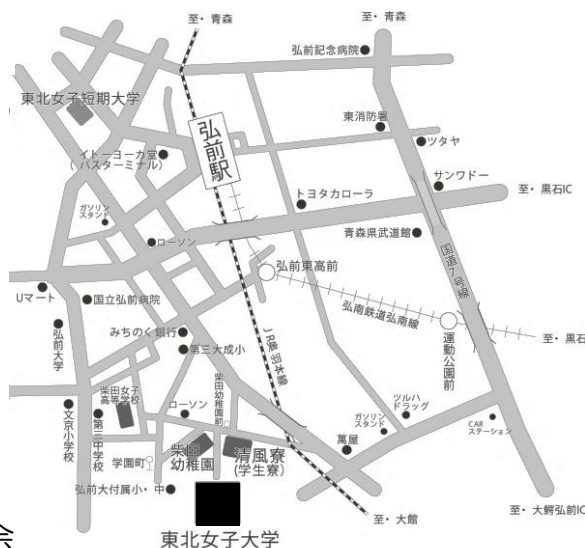 至・青森
至・青森
弘前記念病院
東北女子短期大学
東消防署
ツタヤ
弘前駅
イトーヨーカ堂
(バスターミナル)
サンワドー
至・黒石IC
トヨタカローラ
ガソリン
スタンド
ローソン
青森県武道館
国道7号線
弘前東高前
Uマート
国立弘前病院
弘南鉄道弘南線
運動公園前
至・黒石
弘前大学
みちのく銀行
第三大成小
JR奥羽本線
柴田女子
高等学校
柴田幼稚園前
ローソン
ツルハ
ドラッグ
ガソリン
スタンド
CAR
ステーション
文京小学校
第三中学校
柴田
幼稚園
清風寮
(学生寮)
萬屋
学園町
弘前大付属小・中
至・大鰐弘前IC
至・大館
会
東北女子大学